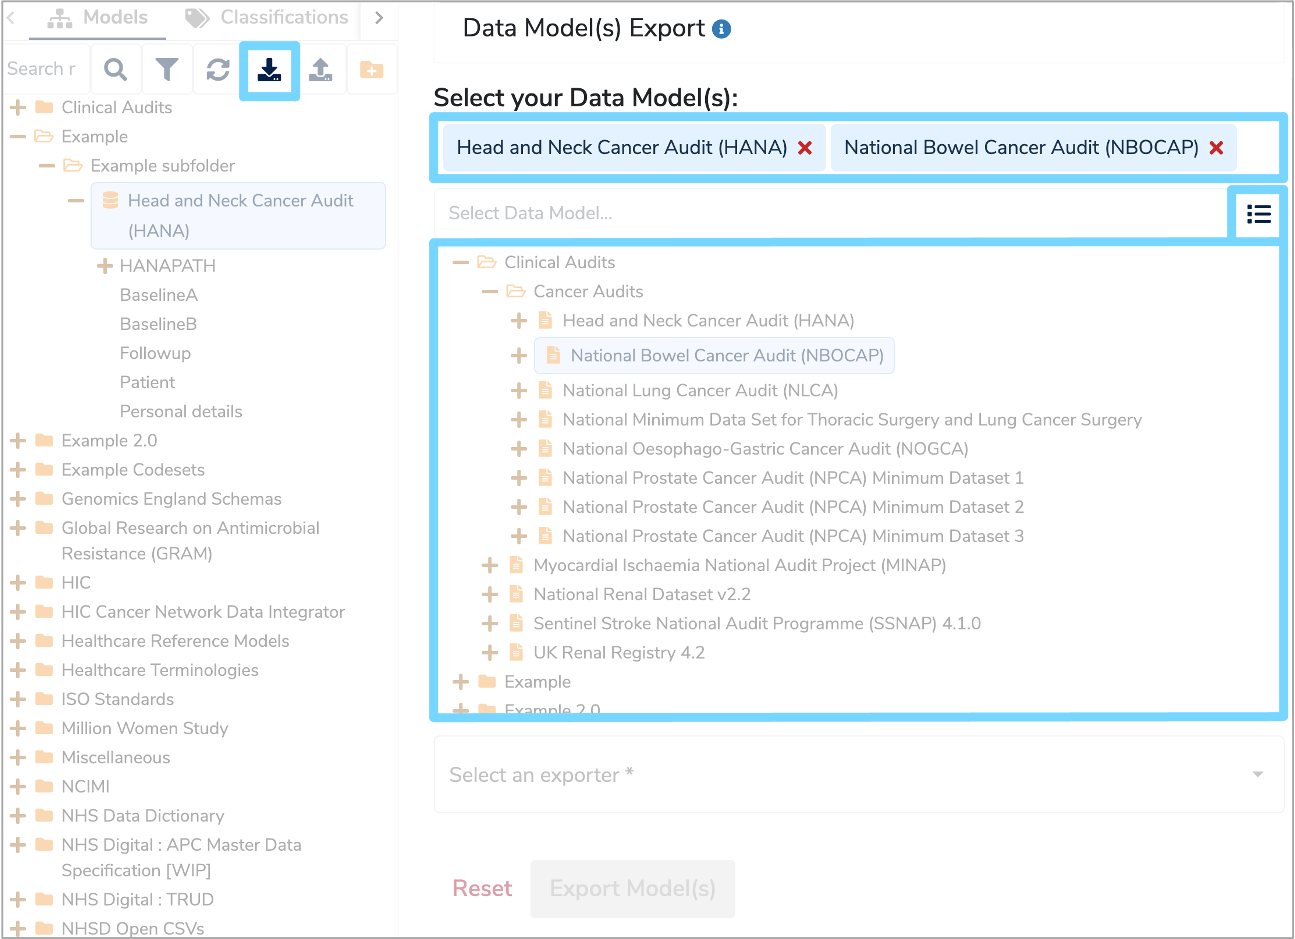 Models
Classifications
Search r
Clinical Audits
Example
Example subfolder
Head and Neck Cancer Audit
(HANA)
HANAPATH
BaselineA
BaselineB
Followup
Patient
Personal details
Example 2.0
Example Codesets
Genomics England Schemas
Global Research on Antimicrobial
Resistance (GRAM)
HIC
HIC Cancer Network Data Integrator
Healthcare Reference Models
Healthcare Terminologies
ISO Standards
Million Women Study
Miscellaneous
NCIMI
NHS Data Dictionary
NHS Digital : APC Master Data
Specification [WIP]
NHS Digital : TRUD
NHSD Open CSVs
Data Model(s) Export
Select your Data Model(s):
Head and Neck Cancer Audit (HANA)
National Bowel Cancer Audit (NBOCAP)
Select Data Model...
Clinical Audits
Cancer Audits
Head and Neck Cancer Audit (HANA)
National Bowel Cancer Audit (NBOCAP)
National Lung Cancer Audit (NLCA)
National Minimum Data Set for Thoracic Surgery and Lung Cancer Surgery
National Oesophago-Gastric Cancer Audit (NOGCA)
National Prostate Cancer Audit (NPCA) Minimum Dataset 1
National Prostate Cancer Audit (NPCA) Minimum Dataset 2
National Prostate Cancer Audit (NPCA) Minimum Dataset 3
Myocardial Ischaemia National Audit Project (MINAP)
National Renal Dataset v2.2
Sentinel Stroke National Audit Programme (SSNAP) 4.1.0
UK Renal Registry 4.2
Example
Example 2.0
Select an exporter *
Reset
Export Model(s)